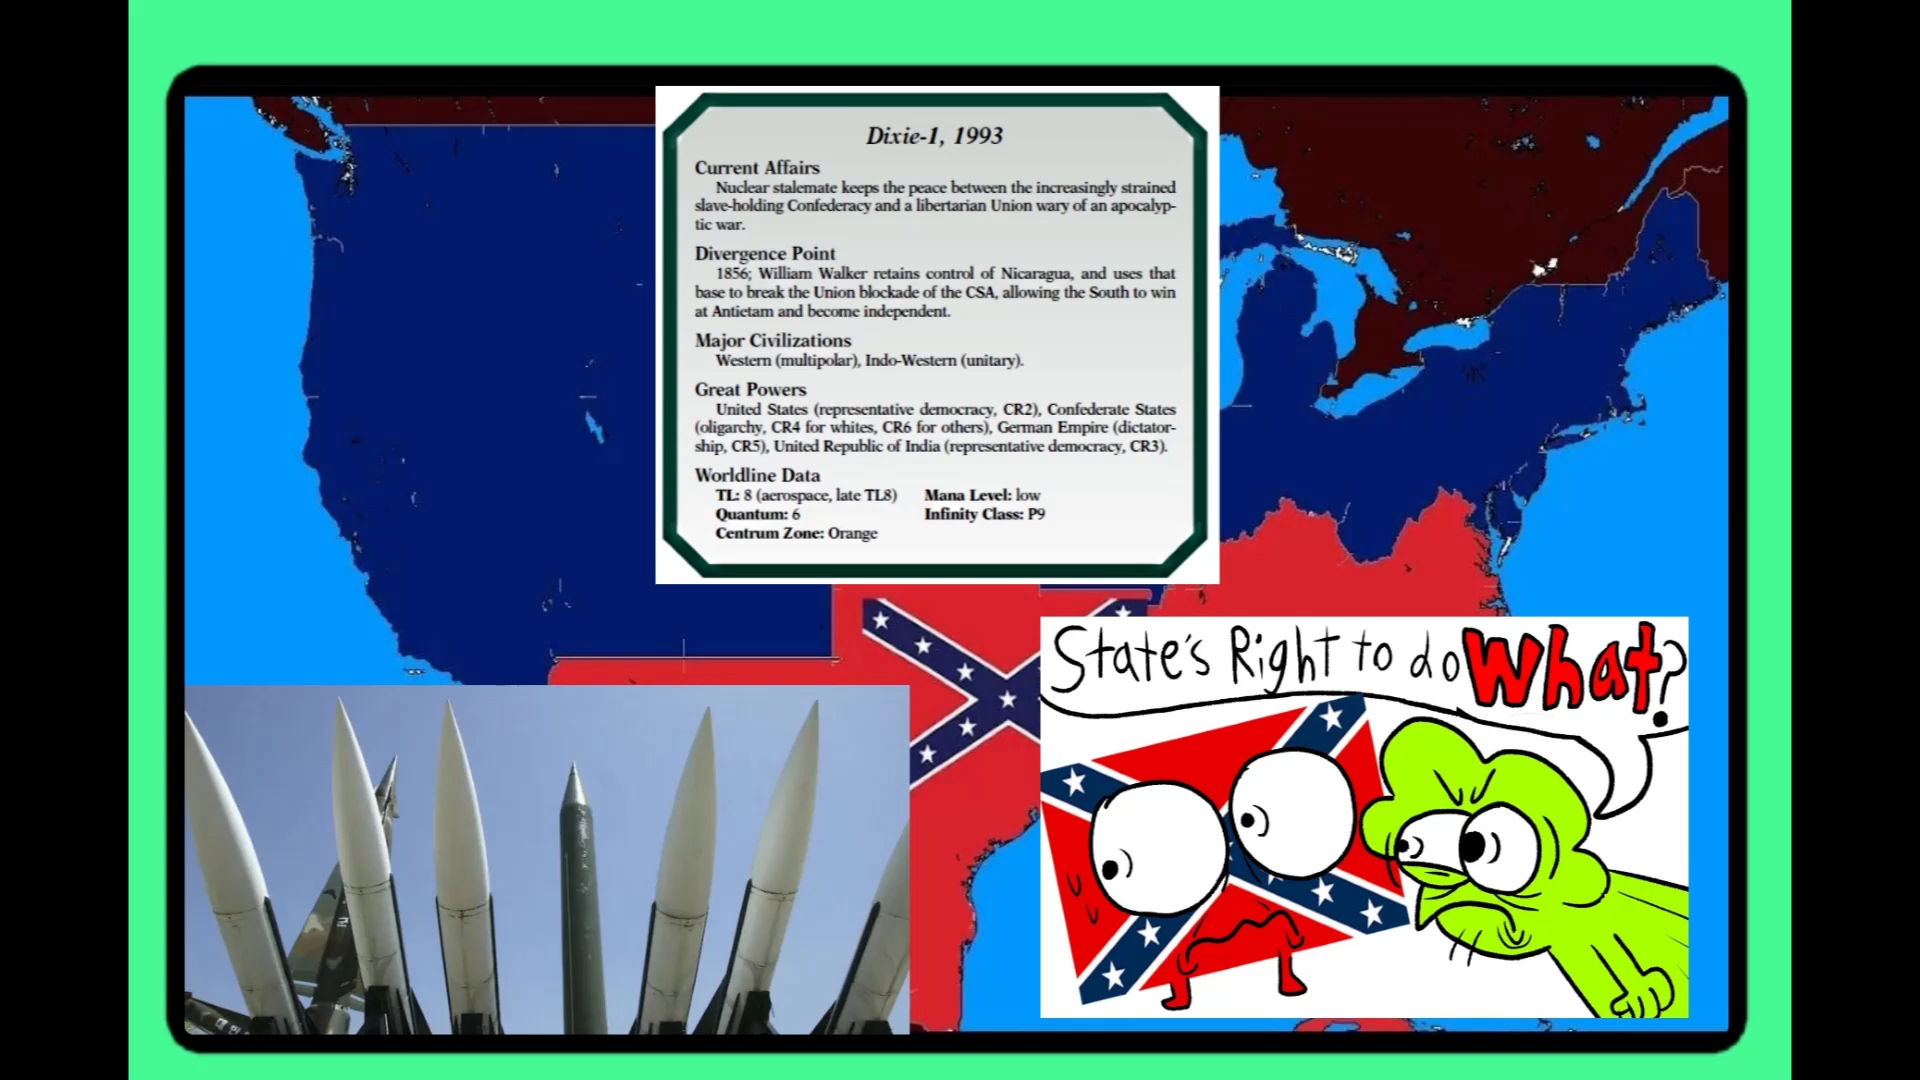 Dixie-1, 1993
Current Affairs
Nuclear stalemate keeps the peace between the increasingly strained
slave-holding Confederacy and a libertarian Union wary of an apocalyp-
tic war.
Divergence Point
1856; William Walker retains control of Nicaragua, and uses that
base to break the Union blockade of the CSA, allowing the South to win
at Antietam and become independent.
Major Civilizations
Western (multipolar), Indo-Western (unitary).
Great Powers
United States (representative democracy, CR2), Confederate States
(oligarchy, CR4 for whites, CR6 for others), German Empire (dictator-
ship, CR5), United Republic of India (representative democracy, CR3).
Worldline Data
TL: 8 (aerospace, late TL8) Mana Level: low
Quantum: 6 Infinity Class: P9
Centrum Zone: Orange
State's Right to do What?